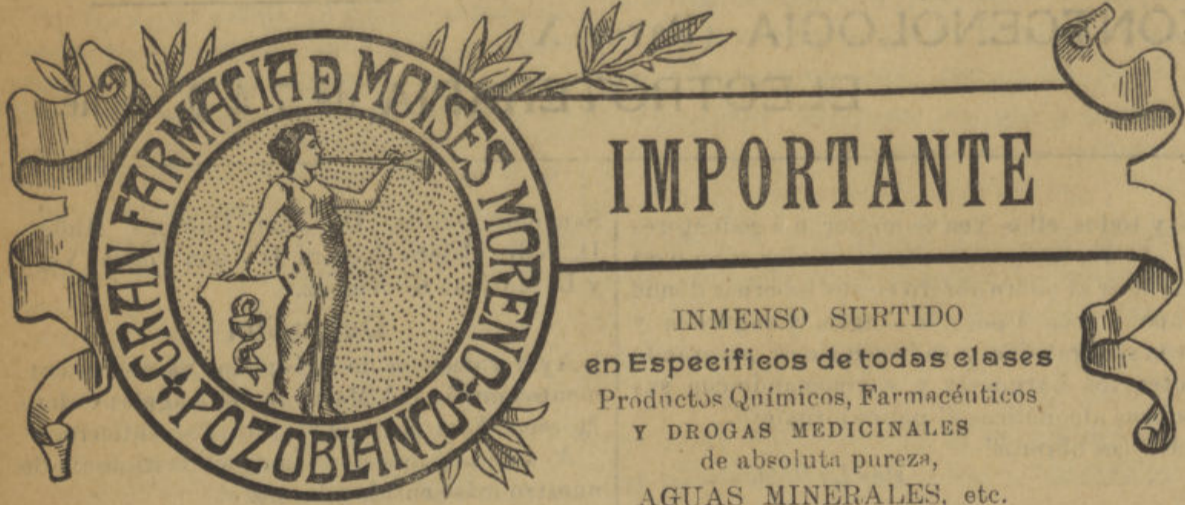 GRAN FARMACIA D MOISES MORENO
POZOBLANCO
IMPORTANTE
INMENSO SURTIDO
en Específicos de todas clases
Productos Químicos, Farmacéuticos
Y DROGAS MEDICINALES
de absoluta pureza,
AGUAS MINERALES, etc.